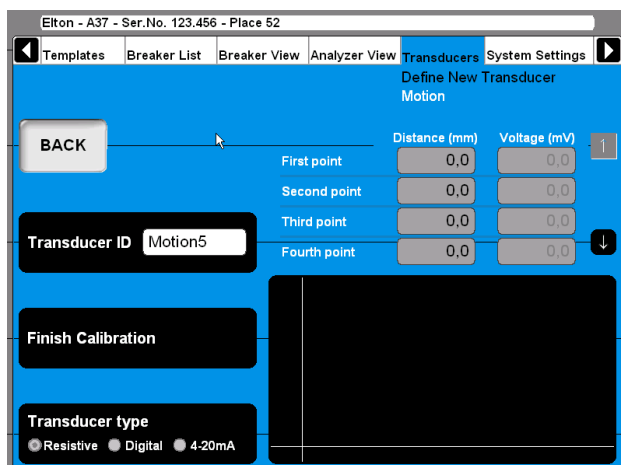 Elton - A37 - Ser.No. 123.456 - Place 52
Templates Breaker List Breaker View Analyzer View Transducers System Settings
Define New Transducer
Motion
BACK
Distance (mm) Voltage (mV)
1
First point 0,0 0,0
Second point 0,0 0,0
Third point 0,0 0,0
Fourth point 0,0 0,0
↓
Transducer ID Motion5
Finish Calibration
Transducer type
Resistive Digital 4-20mA